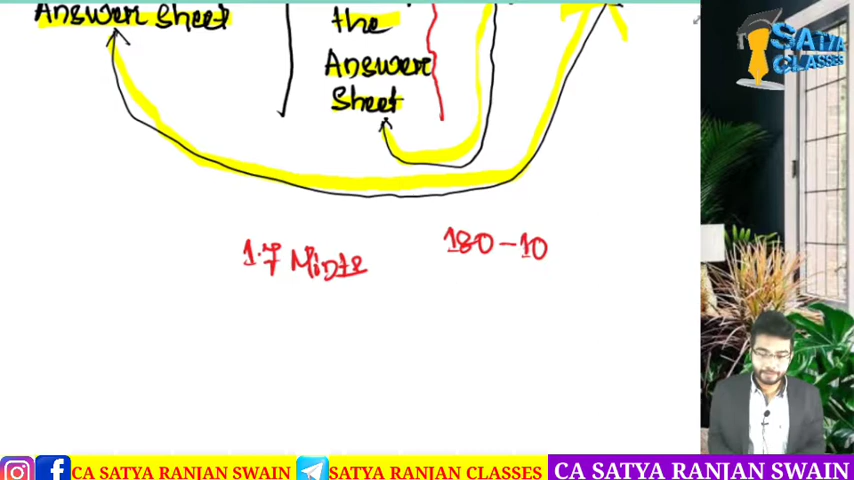 Answer Sheet
the
Answer
Sheet
SATYA
CLASSES
1.7 Minte
180-10
CA SATYA RANJAN SWAIN
SATYA RANJAN CLASSES
CA SATYA RANJAN SWAIN